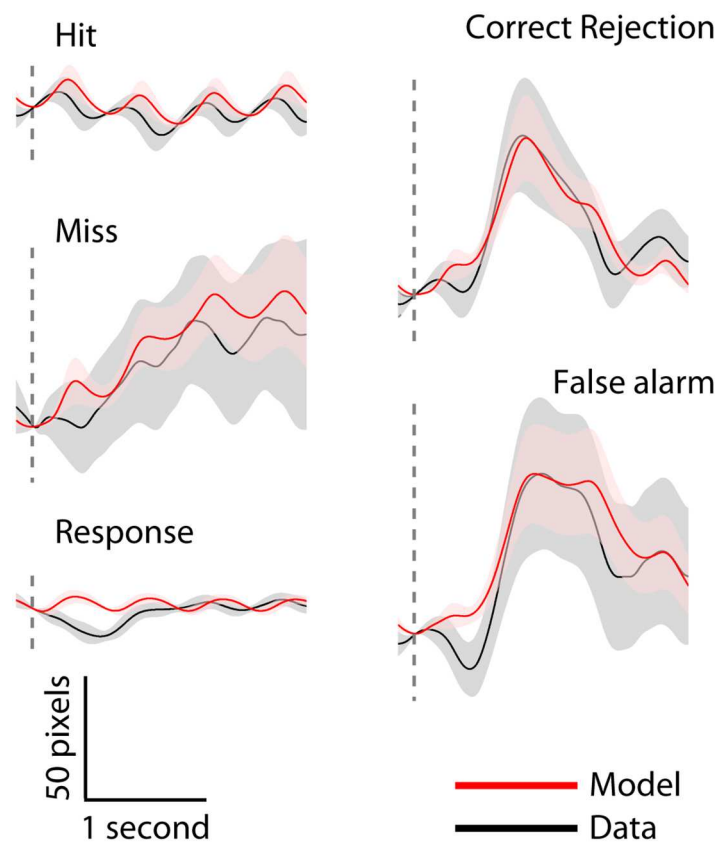 Hit
Correct Rejection
Miss
False alarm
Response
50 pixels
1 second
Model
Data